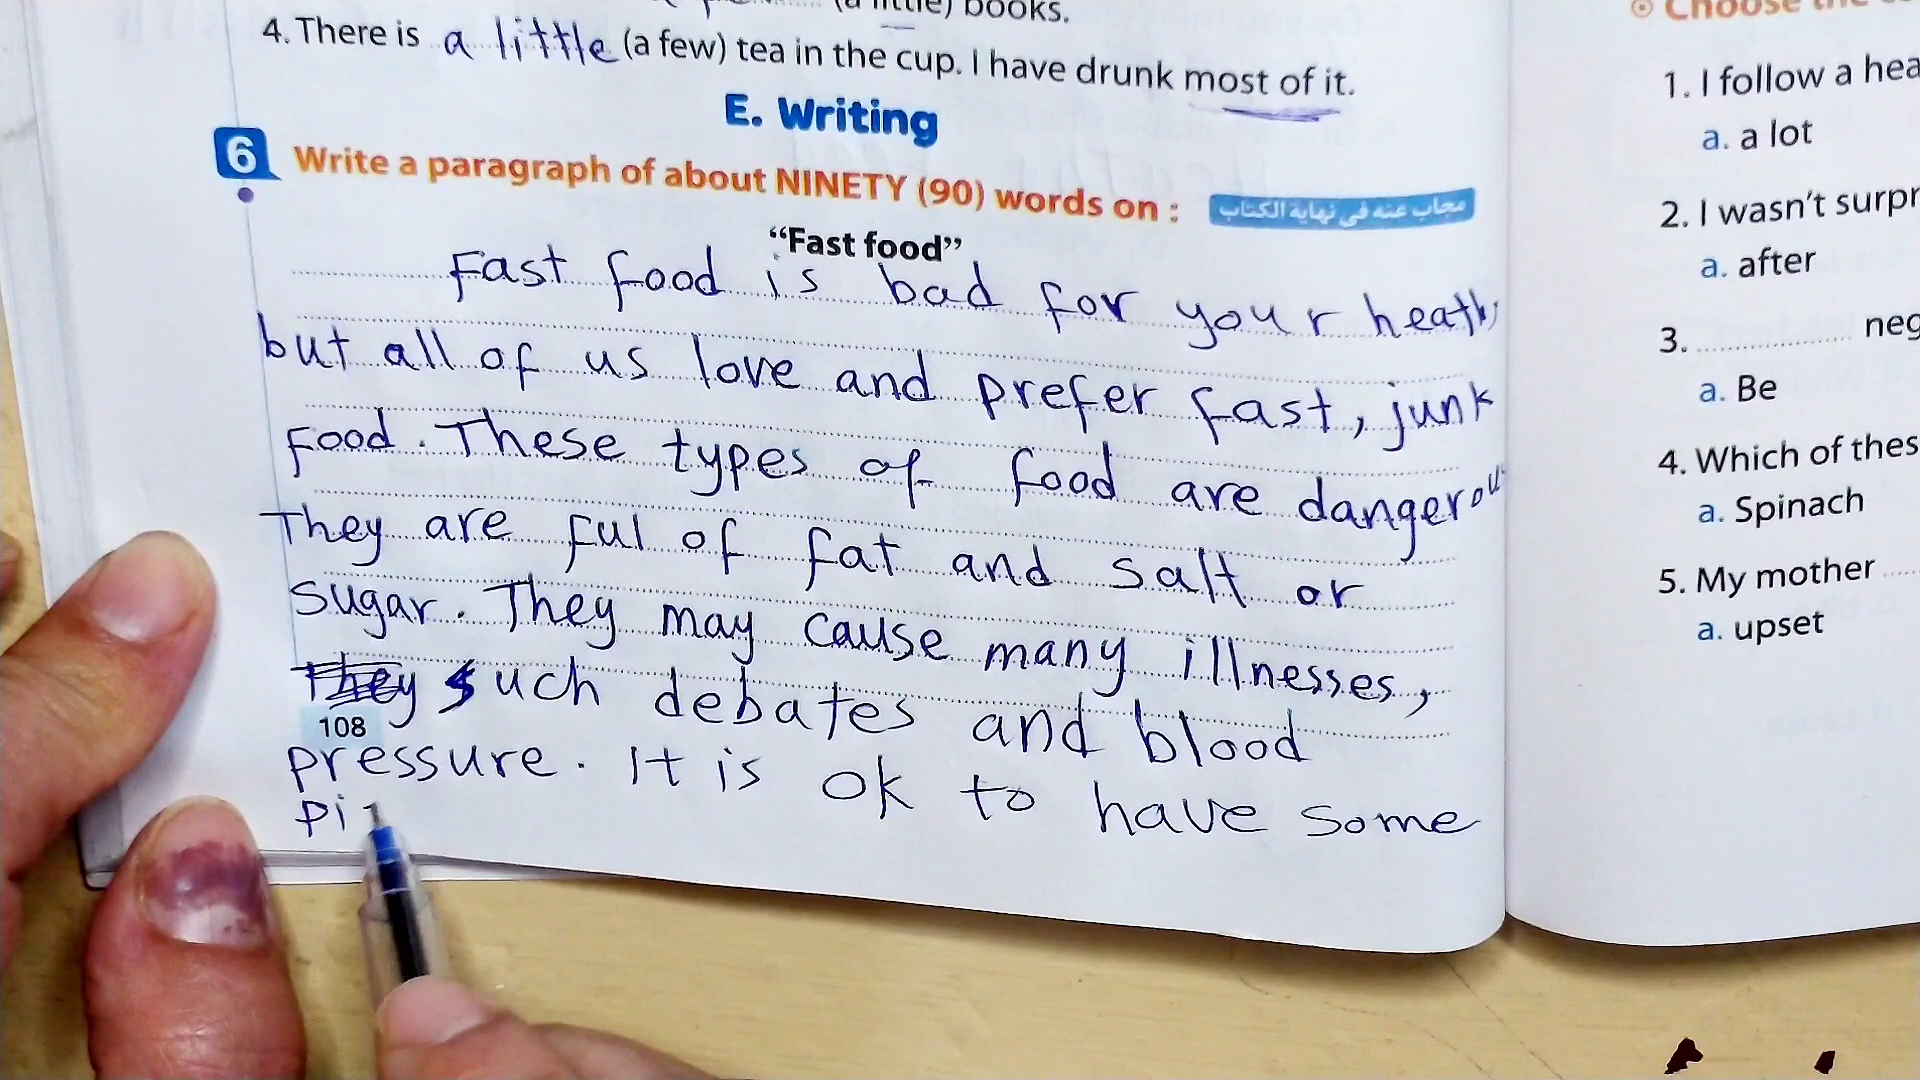 (a little) books.
4. There is a little (a few) tea in the cup. I have drunk most of it.
E. Writing
6 Write a paragraph of about NINETY (90) words on :
مجاب عنه في نهاية الكتاب
“Fast food”
Fast food is bad for your heath,
but all of us love and prefer fast, junk
food. These types of food are dangerou
They are ful of fat and salt or
sugar. They may cause many illnesses,
They such debates and blood
108
pressure. It is ok to have some
Pi
Choose the
1. I follow a hea
a. a lot
2. I wasn't surpr
a. after
3. .............. neg
a. Be
4. Which of thes
a. Spinach
5. My mother ....
a. upset